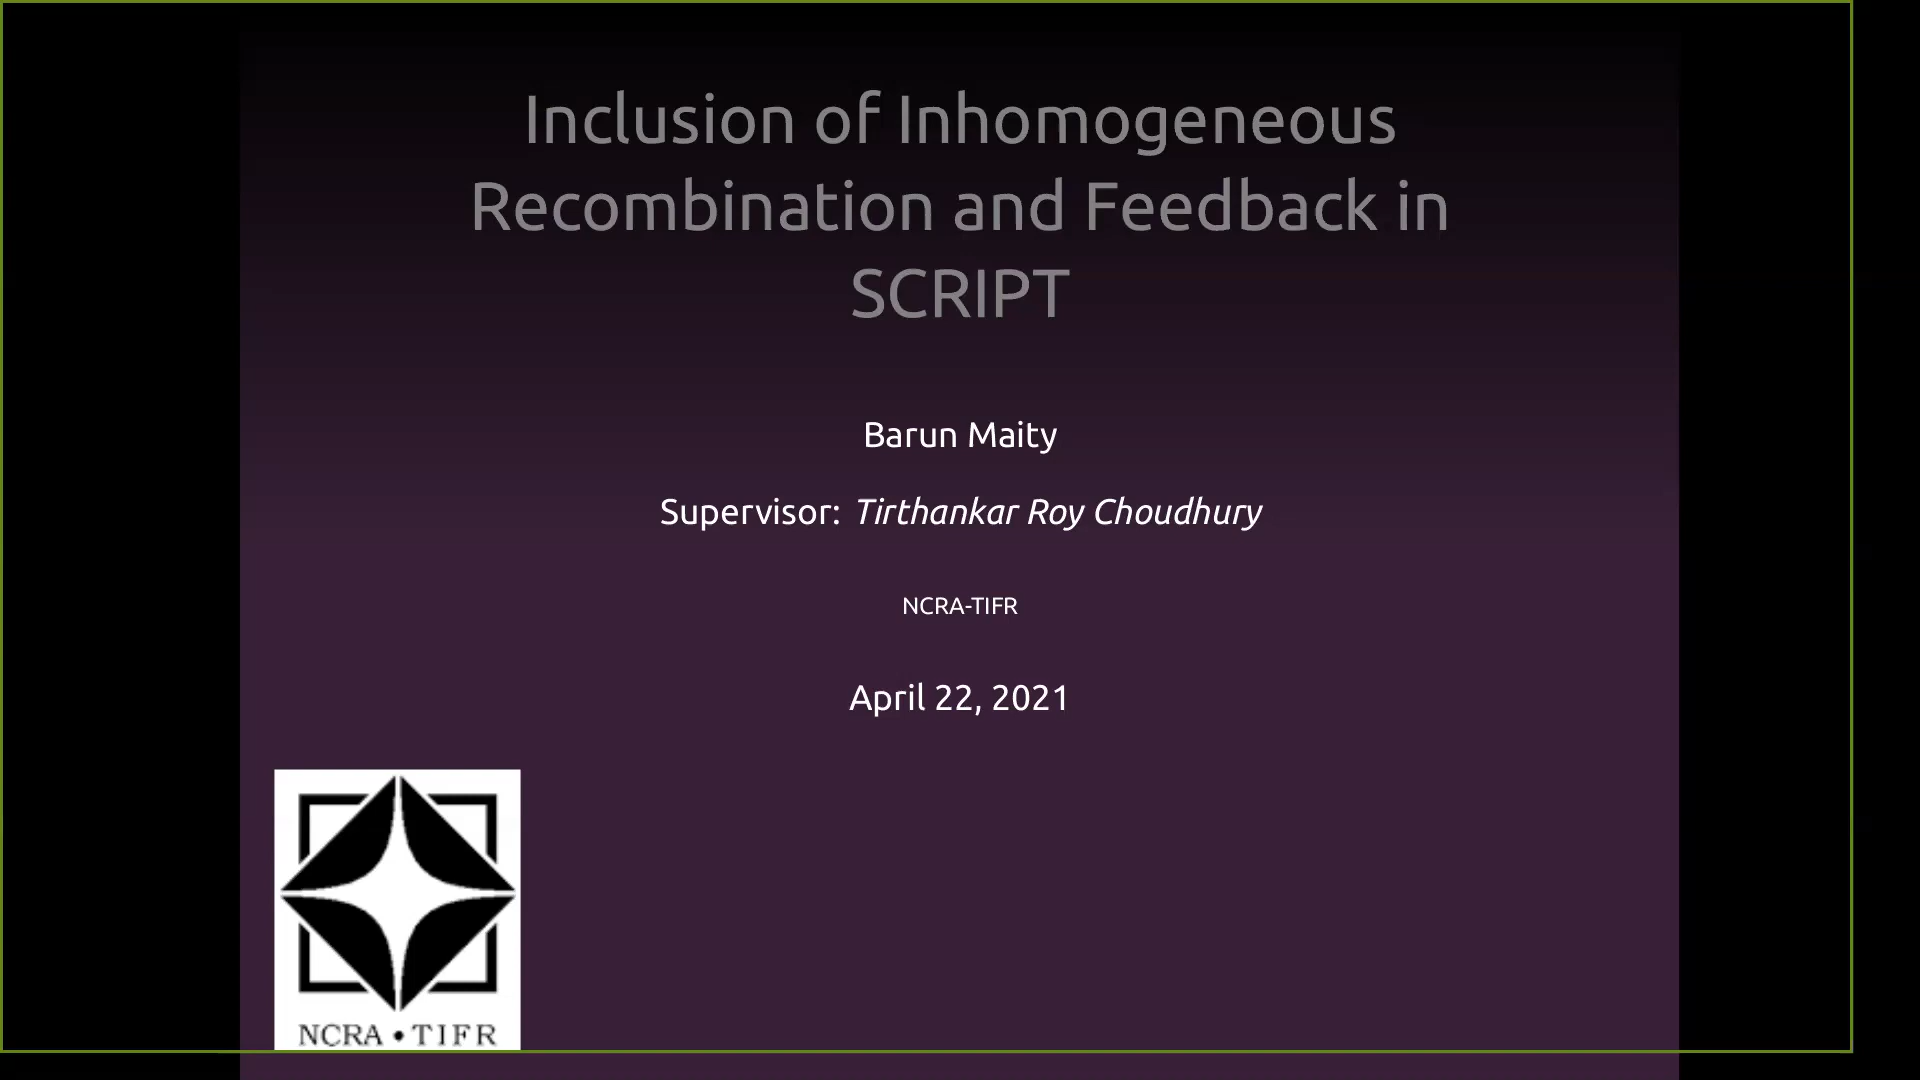 Inclusion of Inhomogeneous
Recombination and Feedback in
SCRIPT
Barun Maity
Supervisor: Tirthankar Roy Choudhury
NCRA-TIFR
April 22, 2021
NCRA • TIFR